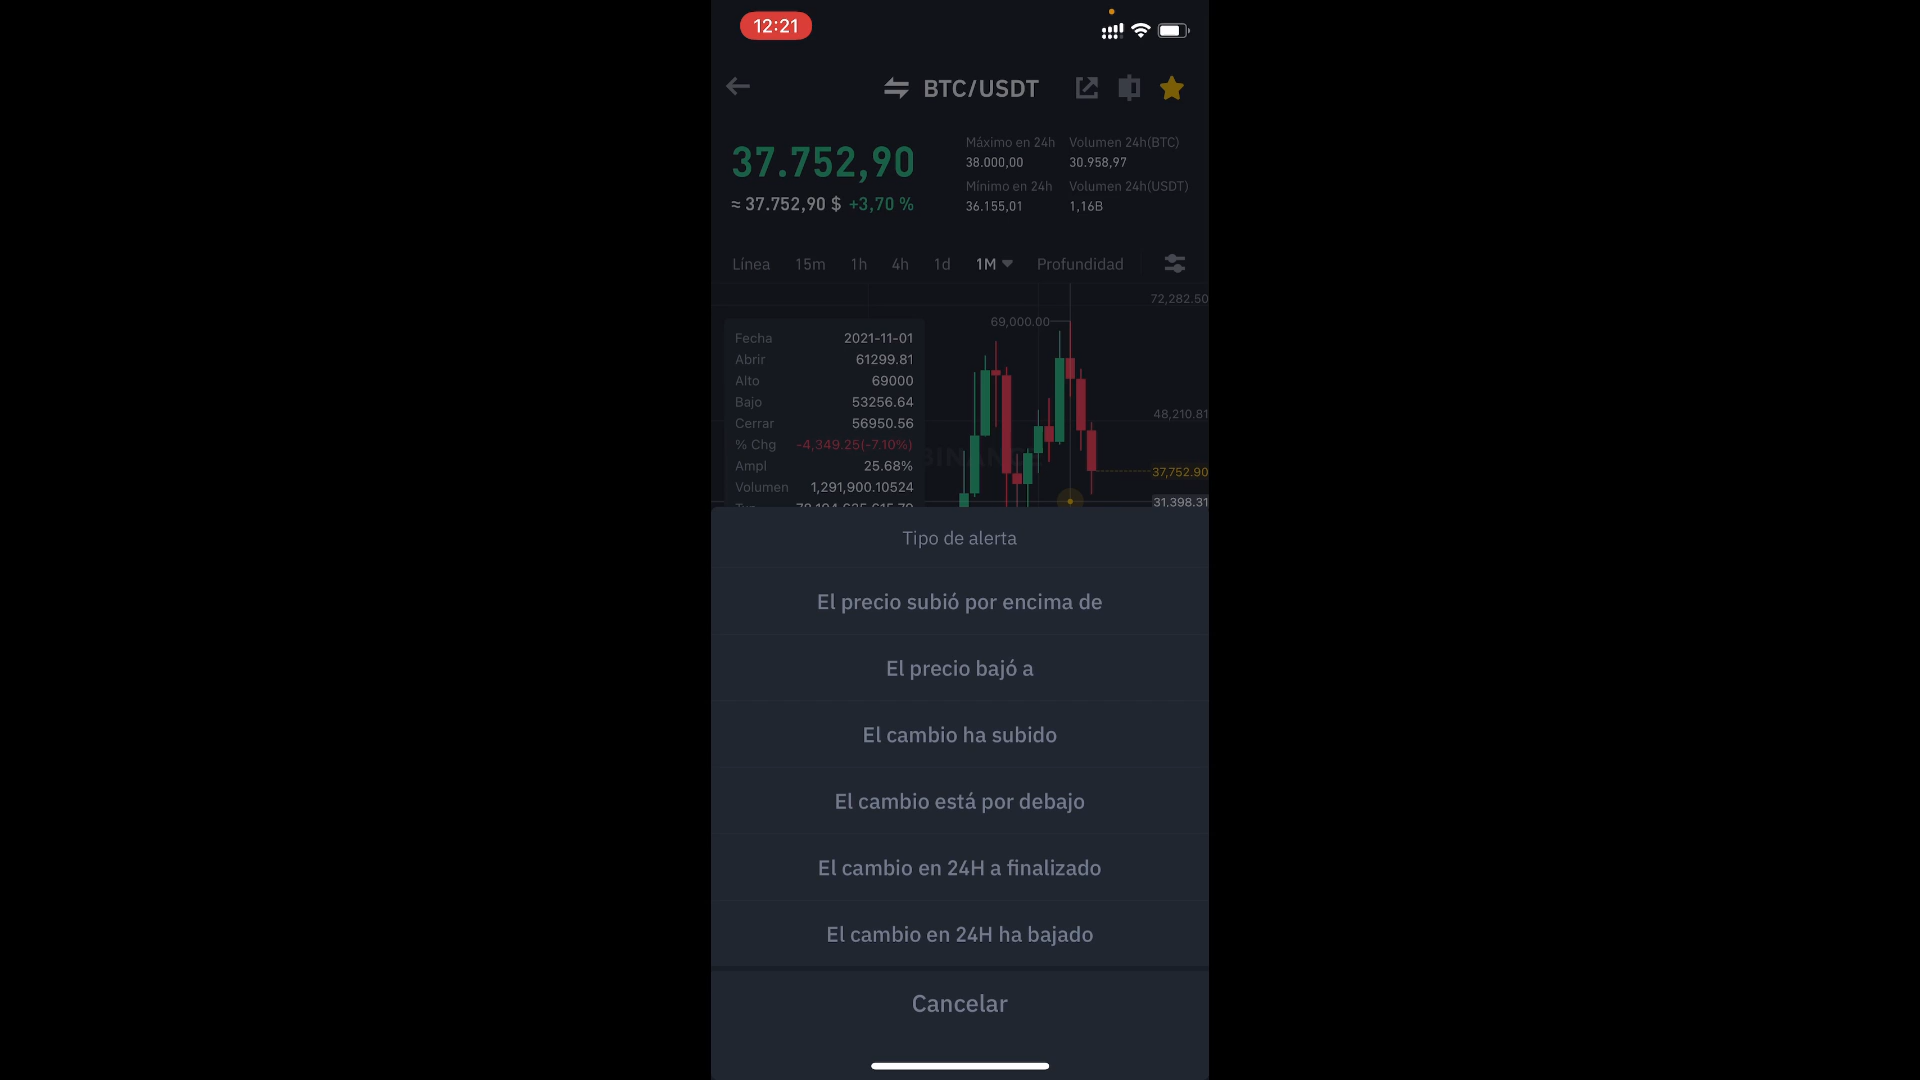 12:21
BTC/USDT
37.752,90
≈ 37.752,90 $ +3,70 %
Máximo en 24h
38.000,00
Mínimo en 24h
36.155,01
Volumen 24h(BTC)
30.958,97
Volumen 24h(USDT)
1,16B
Línea 15m 1h 4h 1d 1M Profundidad
72,282.50
69,000.00
48,210.81
37,752.90
31,398.31
Fecha 2021-11-01
Abrir 61299.81
Alto 69000
Bajo 53256.64
Cerrar 56950.56
% Chg -4,349.25(-7.10%)
Ampl 25.68%
Volumen 1,291,900.10524
Tipo de alerta
El precio subió por encima de
El precio bajó a
El cambio ha subido
El cambio está por debajo
El cambio en 24H a finalizado
El cambio en 24H ha bajado
Cancelar